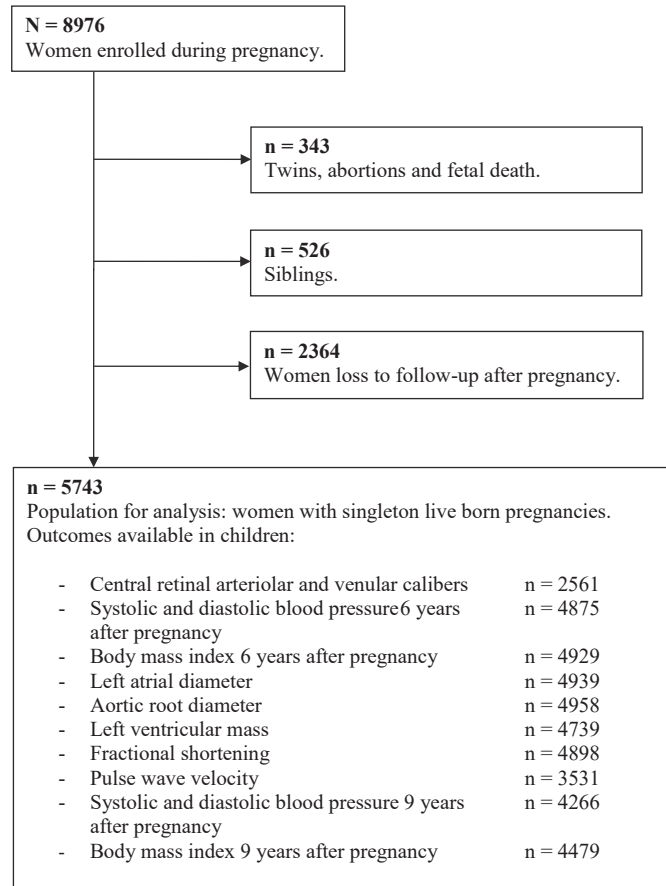 N = 8976
Women enrolled during pregnancy.
n = 343
Twins, abortions and fetal death.
n = 526
Siblings.
n = 2364
Women loss to follow-up after pregnancy.
n = 5743
Population for analysis: women with singleton live born pregnancies.
Outcomes available in children:
- Central retinal arteriolar and venular calibers n = 2561
- Systolic and diastolic blood pressure6 years n = 4875
after pregnancy
- Body mass index 6 years after pregnancy n = 4929
- Left atrial diameter n = 4939
- Aortic root diameter n = 4958
- Left ventricular mass n = 4739
- Fractional shortening n = 4898
- Pulse wave velocity n = 3531
- Systolic and diastolic blood pressure 9 years n = 4266
after pregnancy
- Body mass index 9 years after pregnancy n = 4479